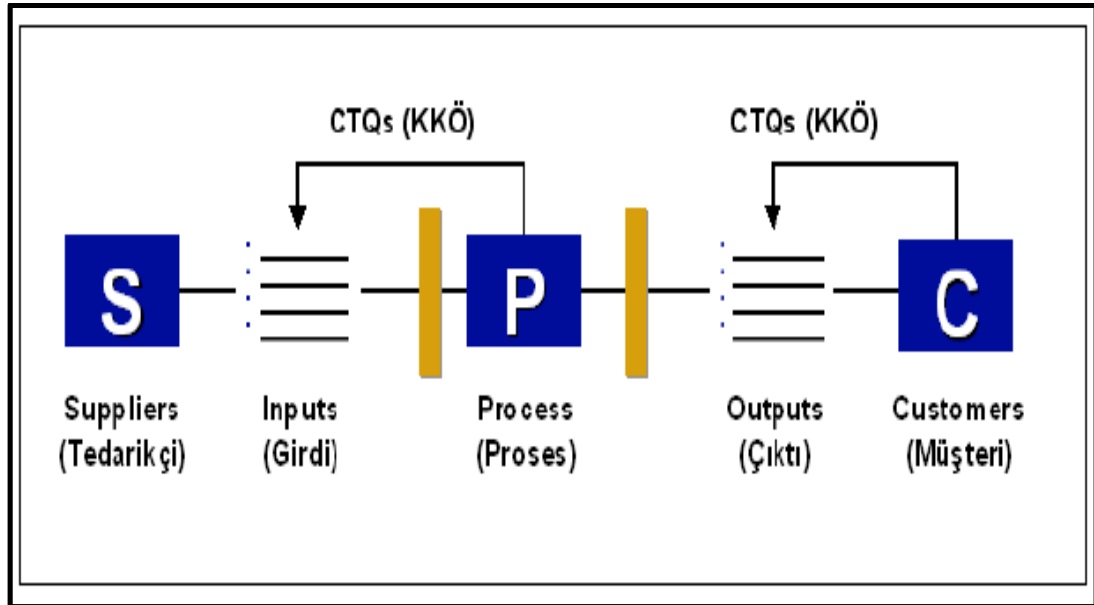 CTQs (KKÖ)
CTQs (KKÖ)
S
P
C
Suppliers
(Tedarikçi)
Inputs
(Girdi)
Process
(Proses)
Outputs
(Çıktı)
Customers
(Müşteri)